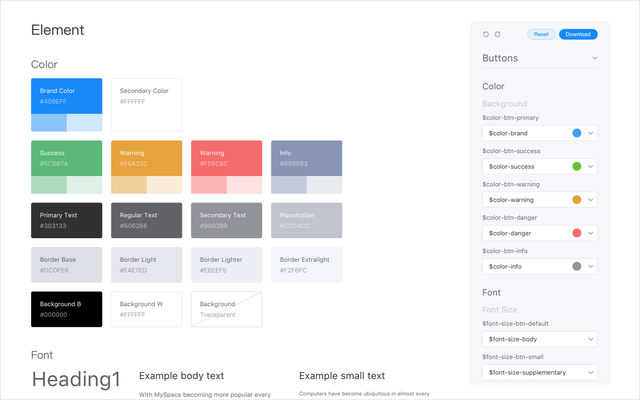 Element
Color
Brand Color
#409EFF
Secondary Color
#FFFFFF
Success
#5CB87A
Warning
#E6A23C
Warning
#F56C6C
Info
#8896B3
Primary Text
#303133
Regular Text
#606266
Secondary Text
#909399
Placeholder
#C0C4CC
Border Base
#DCDFE6
Border Light
#E4E7ED
Border Lighter
#EBEEF5
Border Extralight
#F2F6FC
Background B
#000000
Background W
#FFFFFF
Background
Transparent
Font
Heading1
Example body text
With MySpace becoming more popular every
Example small text
Computers have become ubiquitous in almost every
Reset
Download
Buttons
Color
Background
$color-btn-primary
$color-brand
$color-btn-success
$color-success
$color-btn-warning
$color-warning
$color-btn-danger
$color-danger
$color-btn-info
$color-info
Font
Font Size
$font-size-btn-default
$font-size-body
$font-size-btn-small
$font-size-supplementary